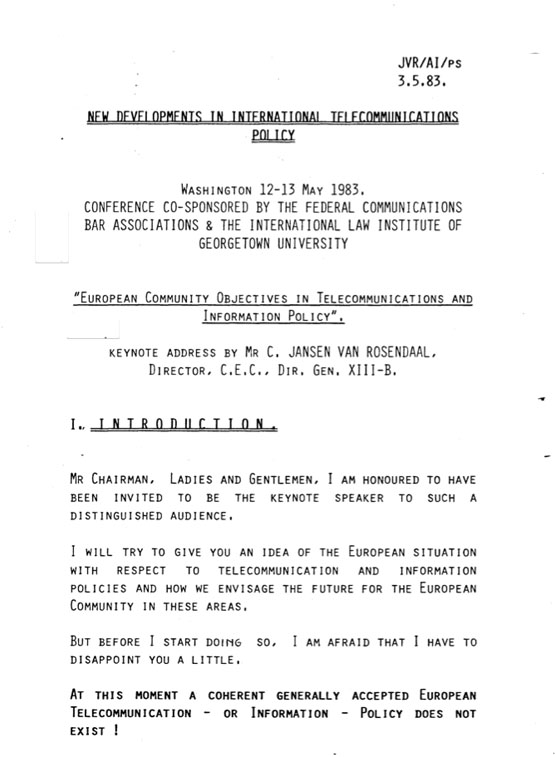 JVR/AI/PS
3.5.83.
NEW DEVELOPMENTS IN INTERNATIONAL TELECOMMUNICATIONS
POLICY
WASHINGTON 12-13 MAY 1983.
CONFERENCE CO-SPONSORED BY THE FEDERAL COMMUNICATIONS
BAR ASSOCIATIONS & THE INTERNATIONAL LAW INSTITUTE OF
GEORGETOWN UNIVERSITY
"EUROPEAN COMMUNITY OBJECTIVES IN TELECOMMUNICATIONS AND
INFORMATION POLICY".
KEYNOTE ADDRESS BY MR C. JANSEN VAN ROSENDAAL,
DIRECTOR, C.E.C., DIR. GEN. XIII-B.
I. INTRODUCTION.
MR CHAIRMAN, LADIES AND GENTLEMEN, I AM HONOURED TO HAVE
BEEN INVITED TO BE THE KEYNOTE SPEAKER TO SUCH A
DISTINGUISHED AUDIENCE.
I WILL TRY TO GIVE YOU AN IDEA OF THE EUROPEAN SITUATION
WITH RESPECT TO TELECOMMUNICATION AND INFORMATION
POLICIES AND HOW WE ENVISAGE THE FUTURE FOR THE EUROPEAN
COMMUNITY IN THESE AREAS.
BUT BEFORE I START DOING SO, I AM AFRAID THAT I HAVE TO
DISAPPOINT YOU A LITTLE.
AT THIS MOMENT A COHERENT GENERALLY ACCEPTED EUROPEAN
TELECOMMUNICATION - OR INFORMATION - POLICY DOES NOT
EXIST !